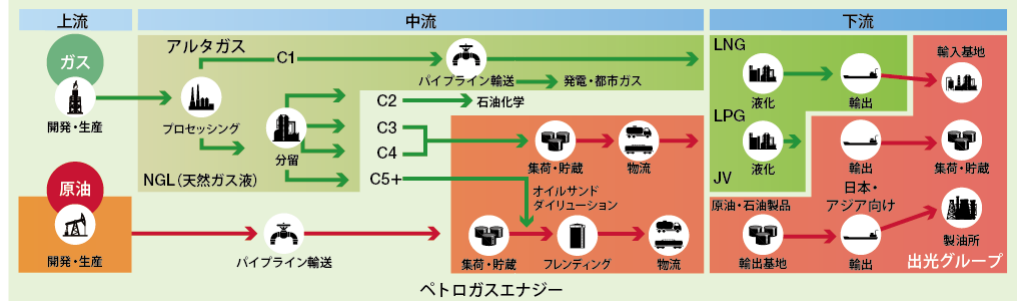 上流
中流
下流
ガス
開発・生産
アルタガス
プロセッシング
NGL（天然ガス液）
分留
C1
パイプライン輸送
発電・都市ガス
C2
石油化学
C3
C4
C5+
集荷・貯蔵
物流
オイルサンド
ダイリューション
原油
開発・生産
パイプライン輸送
集荷・貯蔵
フレンディング
物流
ペトロガスエナジー
LNG
液化
輸出
輸入基地
LPG
液化
輸出
集荷・貯蔵
JV
日本・
アジア向け
原油・石油製品
輸出基地
輸出
製油所
出光グループ